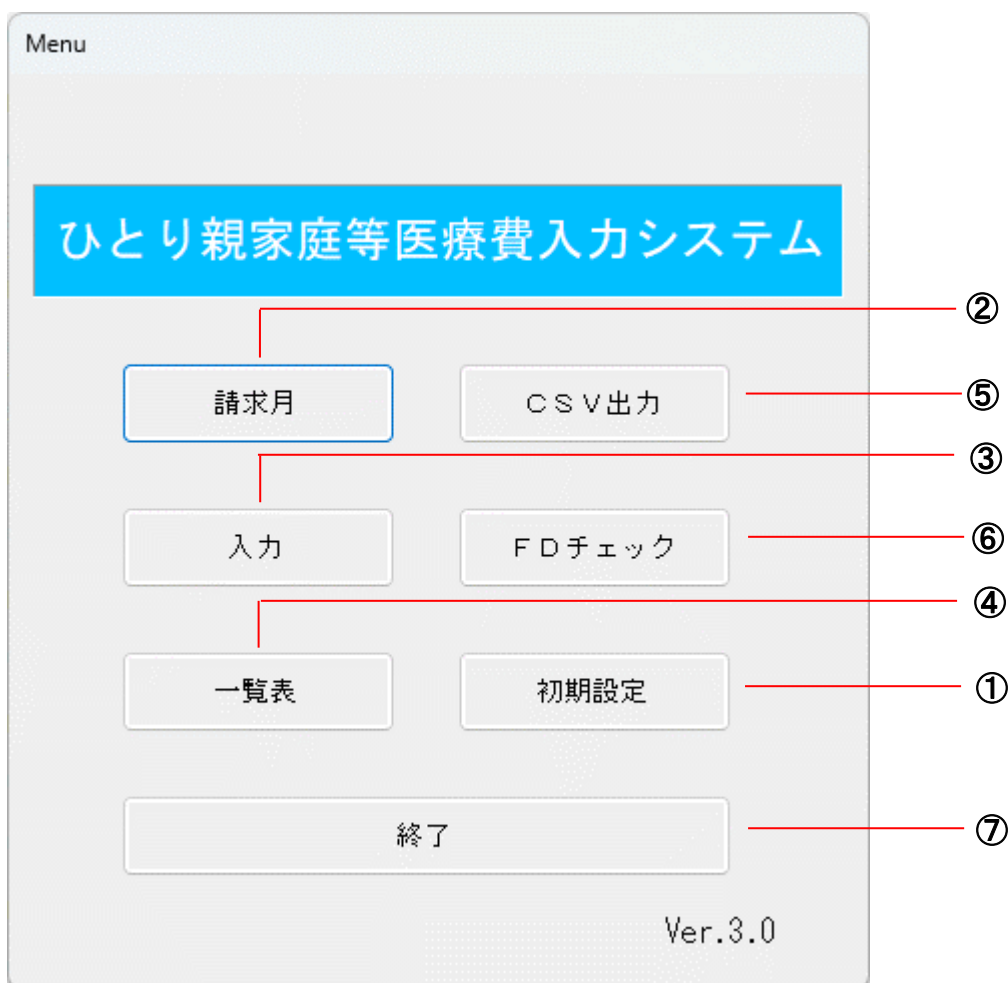 Menu
ひとり親家庭等医療費入力システム
②
請求月
CSV出力
⑤
③
入力
FDチェック
⑥
④
一覧表
初期設定
①
終了
⑦
Ver.3.0